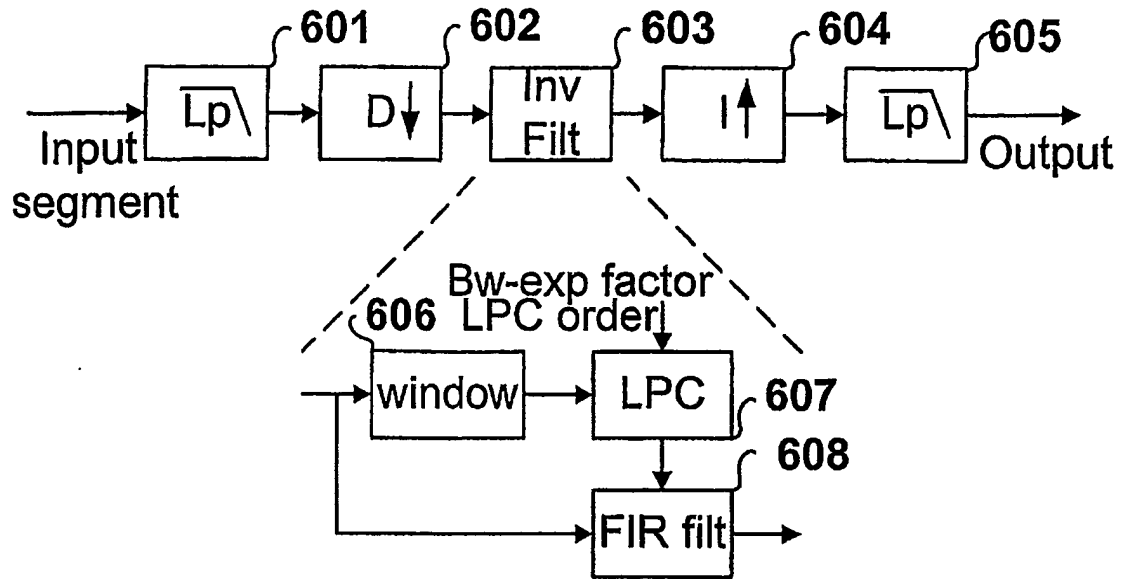 601 602 603 604 605
Lp D Inv Filt I Lp
Input segment
Output
Bw-exp factor
LPC order
606
window
LPC
607
608
FIR filt